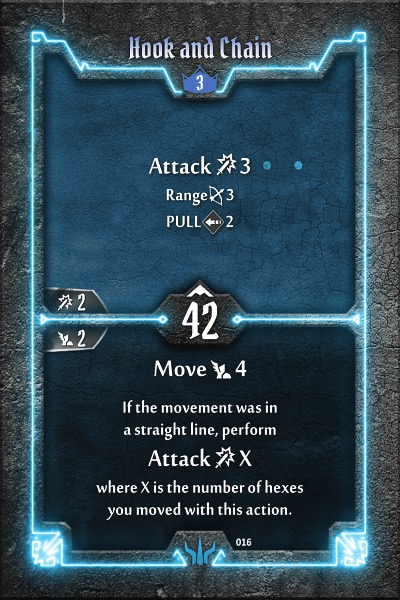 Hook and Chain
3
Attack 3
Range 3
PULL 2
2
42
2
Move 4
If the movement was in
a straight line, perform
Attack X
where X is the number of hexes
you moved with this action.
016